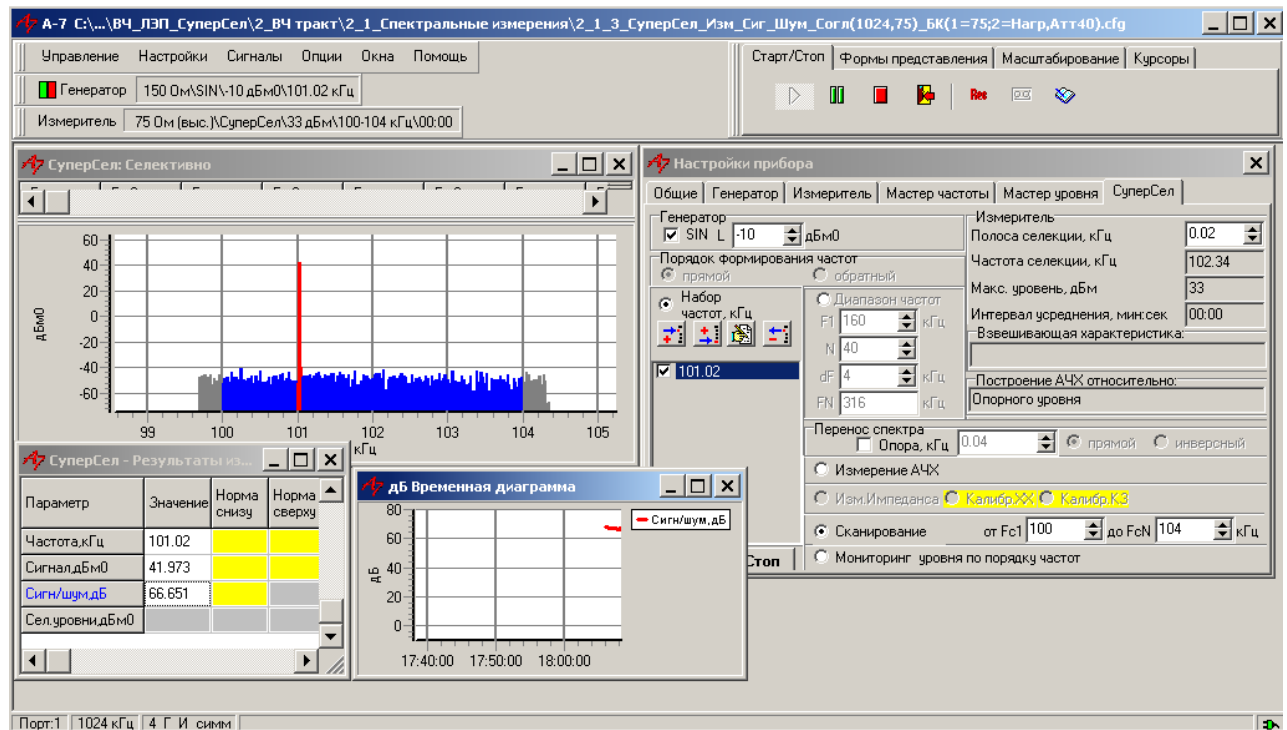 А-7 C:\...\ВЧ_ЛЭП_СуперСел\2_ВЧ тракт\2_1_Спектральные измерения\2_1_3_СуперСел_Изм_Сиг_Шум_Согл(1024,75)_БК(1=75;2=Нагр,Атт40).cfg
Управление Настройки Сигналы Опции Окна Помощь
Генератор 150 Ом\SIN\-10 дБм0\101.02 кГц
Измеритель 75 Ом (выс.)\СуперСел\33 дБм\100-104 кГц\00:00
Старт/Стоп Формы представления Масштабирование Курсоры
Rec
СуперСел: Селективно
60
40
20
0
-20
-40
-60
дБм0
99 100 101 102 103 104 105
кГц
СуперСел - Результаты из...
Параметр Значение Норма снизу Норма сверху
Частота,кГц 101.02
Сигнал,дБм0 41.973
Сигн/шум,дБ 66.651
Сел.уровни,дБм0
дБ Временная диаграмма
80
60
40
20
0
дБ
17:40:00 17:50:00 18:00:00
Сигн/шум,дБ
Настройки прибора
Общие Генератор Измеритель Мастер частоты Мастер уровня СуперСел
Генератор
SIN L -10 дБм0
Порядок формирования частот
прямой обратный
Набор
частот, кГц
101.02
Диапазон частот
F1 160 кГц
N 40
dF 4 кГц
FN 316 кГц
Измеритель
Полоса селекции, кГц 0.02
Частота селекции, кГц 102.34
Макс. уровень, дБм 33
Интервал усреднения, мин:сек 00:00
Взвешивающая характеристика:
Построение АЧХ относительно:
Опорного уровня
Перенос спектра
Опора, кГц 0.04 прямой инверсный
Измерение АЧХ
Изм.Импеданса Калибр.ХХ Калибр.КЗ
Сканирование от Fc1 100 до FcN 104 кГц
Стоп
Мониторинг уровня по порядку частот
Порт:1 1024 кГц 4 Г И симм